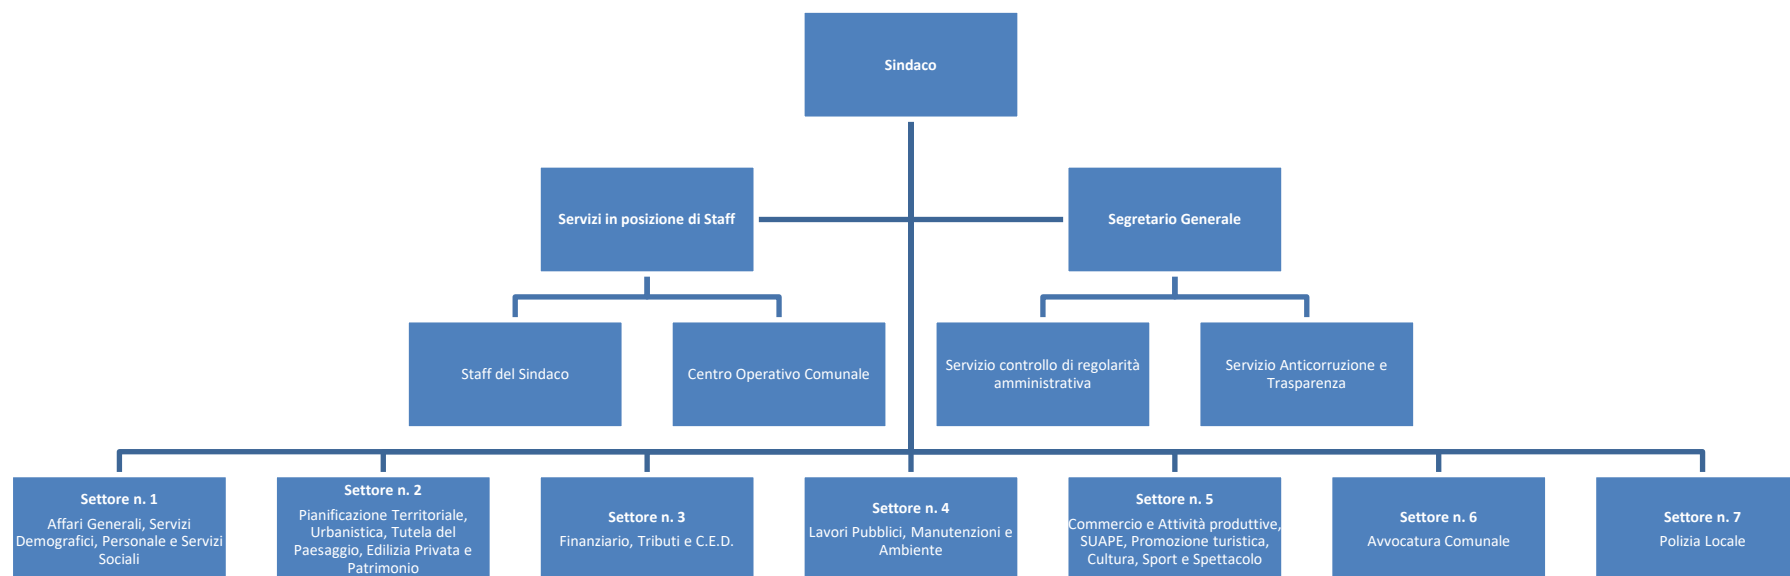 Sindaco
Servizi in posizione di Staff
Segretario Generale
Staff del Sindaco
Centro Operativo Comunale
Servizio controllo di regolarità
amministrativa
Servizio Anticorruzione e
Trasparenza
Settore n. 1
Affari Generali, Servizi
Demografici, Personale e Servizi
Sociali
Settore n. 2
Pianificazione Territoriale,
Urbanistica, Tutela del
Paesaggio, Edilizia Privata e
Patrimonio
Settore n. 3
Finanziario, Tributi e C.E.D.
Settore n. 4
Lavori Pubblici, Manutenzioni e
Ambiente
Settore n. 5
Commercio e Attività produttive,
SUAPE, Promozione turistica,
Cultura, Sport e Spettacolo
Settore n. 6
Avvocatura Comunale
Settore n. 7
Polizia Locale